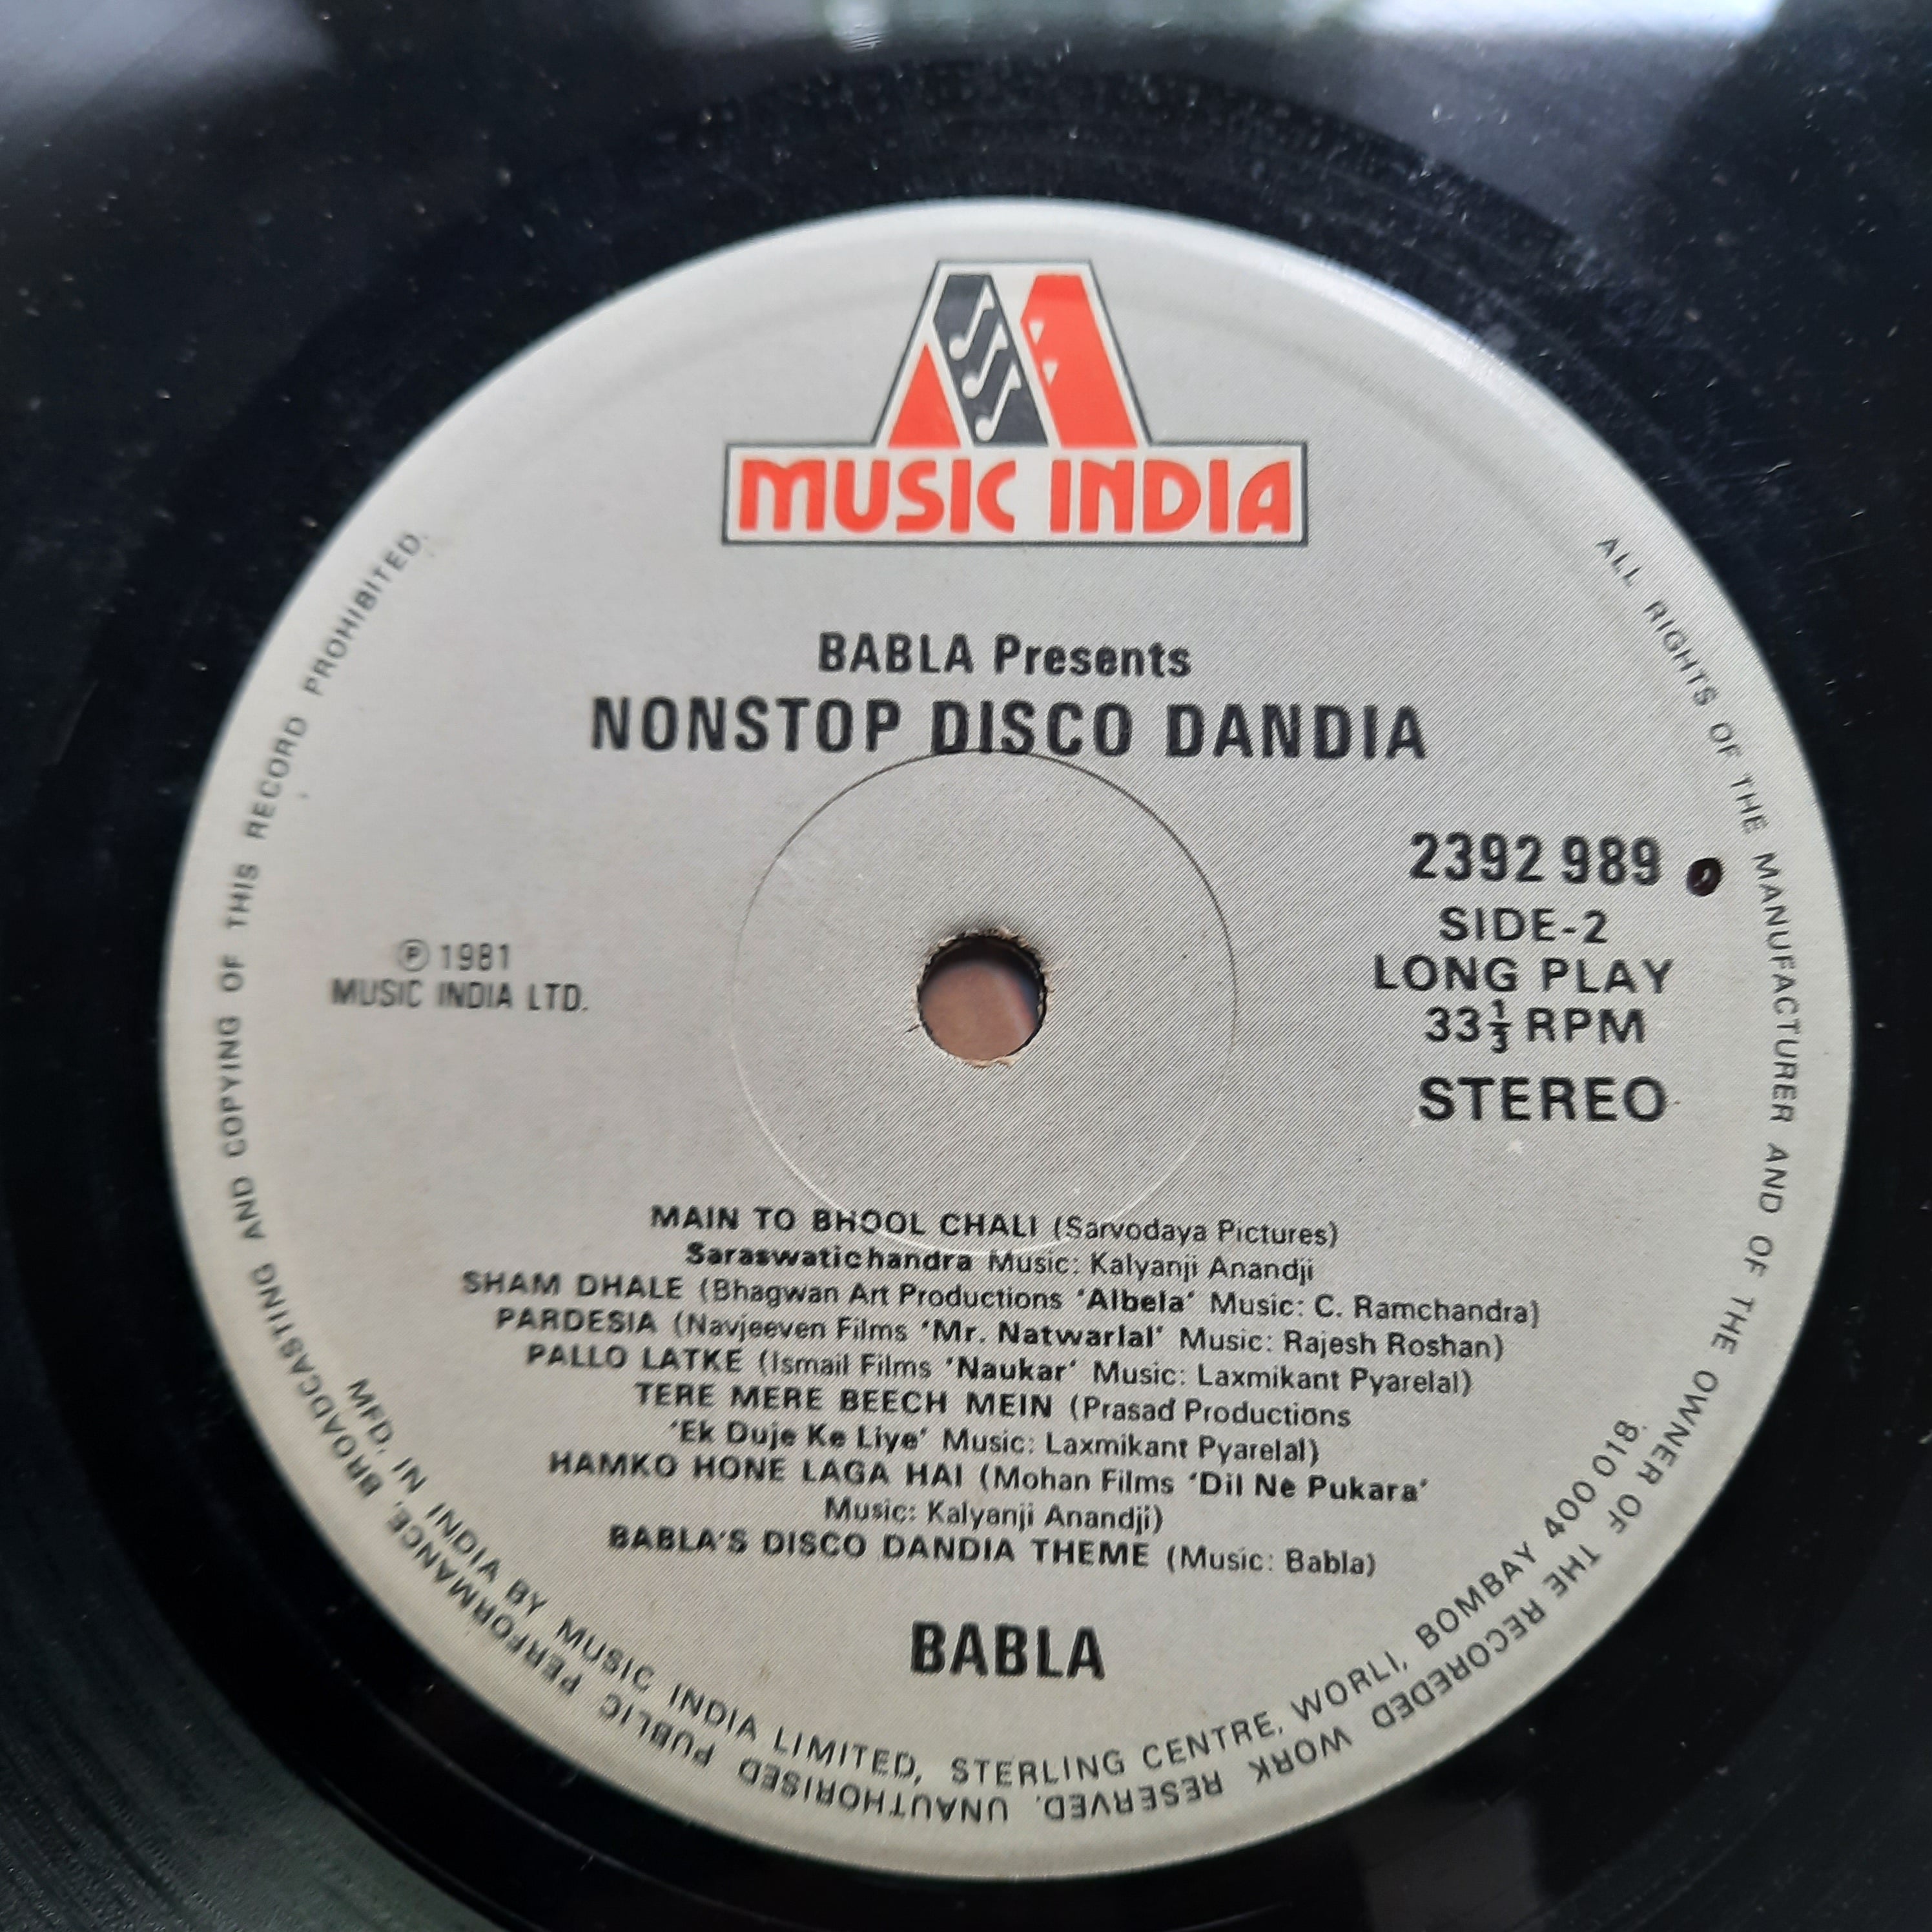 MUSIC INDIA
BABLA Presents
NONSTOP DISCO DANDIA
2392 989
SIDE-2
LONG PLAY
33⅓ RPM
STEREO
℗ 1981
MUSIC INDIA LTD.
MAIN TO BHOOL CHALI (Sarvodaya Pictures)
Saraswatichandra Music: Kalyanji Anandji
SHAM DHALE (Bhagwan Art Productions 'Albela' Music: C. Ramchandra)
PARDESIA (Navjeeven Films 'Mr. Natwarlal' Music: Rajesh Roshan)
PALLO LATKE (Ismail Films 'Naukar' Music: Laxmikant Pyarelal)
TERE MERE BEECH MEIN (Prasad Productions
'Ek Duje Ke Liye' Music: Laxmikant Pyarelal)
HAMKO HONE LAGA HAI (Mohan Films 'Dil Ne Pukara'
Music: Kalyanji Anandji)
BABLA'S DISCO DANDIA THEME (Music: Babla)
BABLA
MFD. IN INDIA BY MUSIC INDIA LIMITED, STERLING CENTRE, WORLI, BOMBAY 400 018.
ALL RIGHTS OF THE MANUFACTURER AND OF THE OWNER OF THE RECOREDED WORK RESERVED. UNAUTHORISED PUBLIC PERFORMANCE, BROADCASTING AND COPYING OF THIS RECORD PROHIBITED.